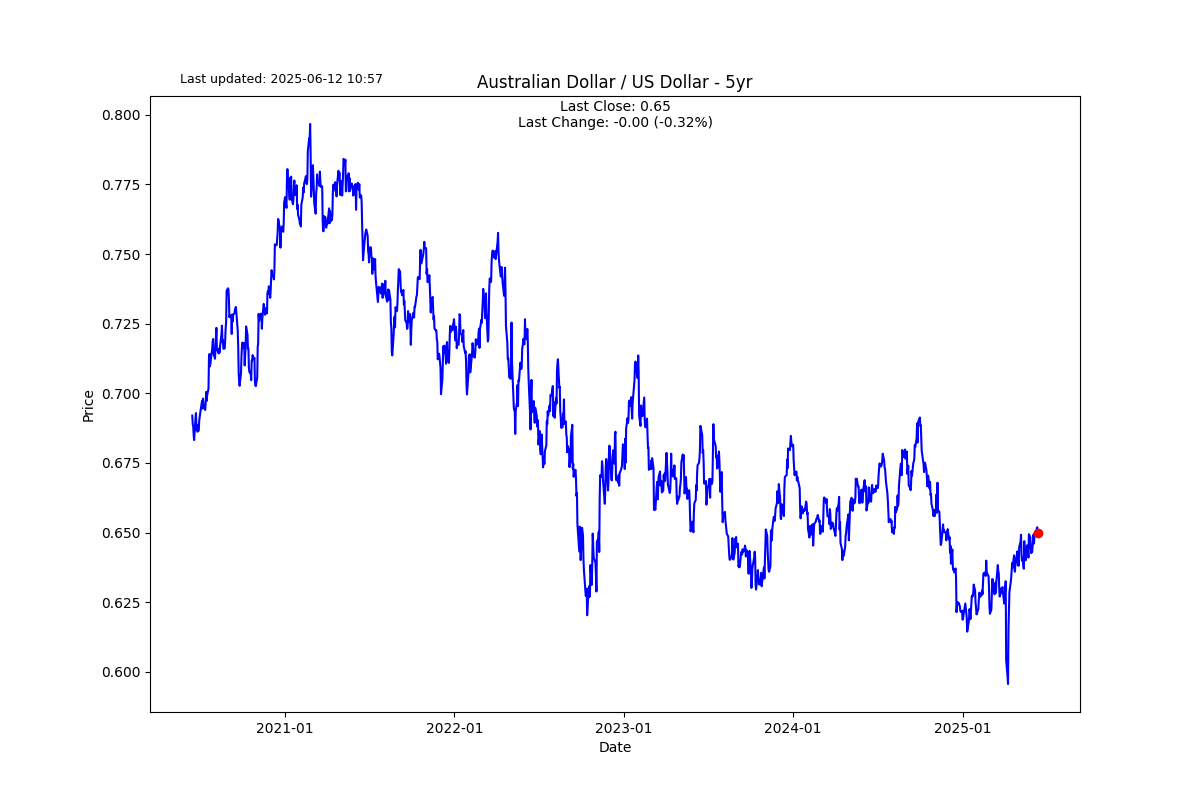 Last updated: 2025-06-12 10:57
Australian Dollar / US Dollar - 5yr
Last Close: 0.65
Last Change: -0.00 (-0.32%)
0.800
0.775
0.750
0.725
0.700
0.675
0.650
0.625
0.600
Price
2021-01
2022-01
2023-01
2024-01
2025-01
Date